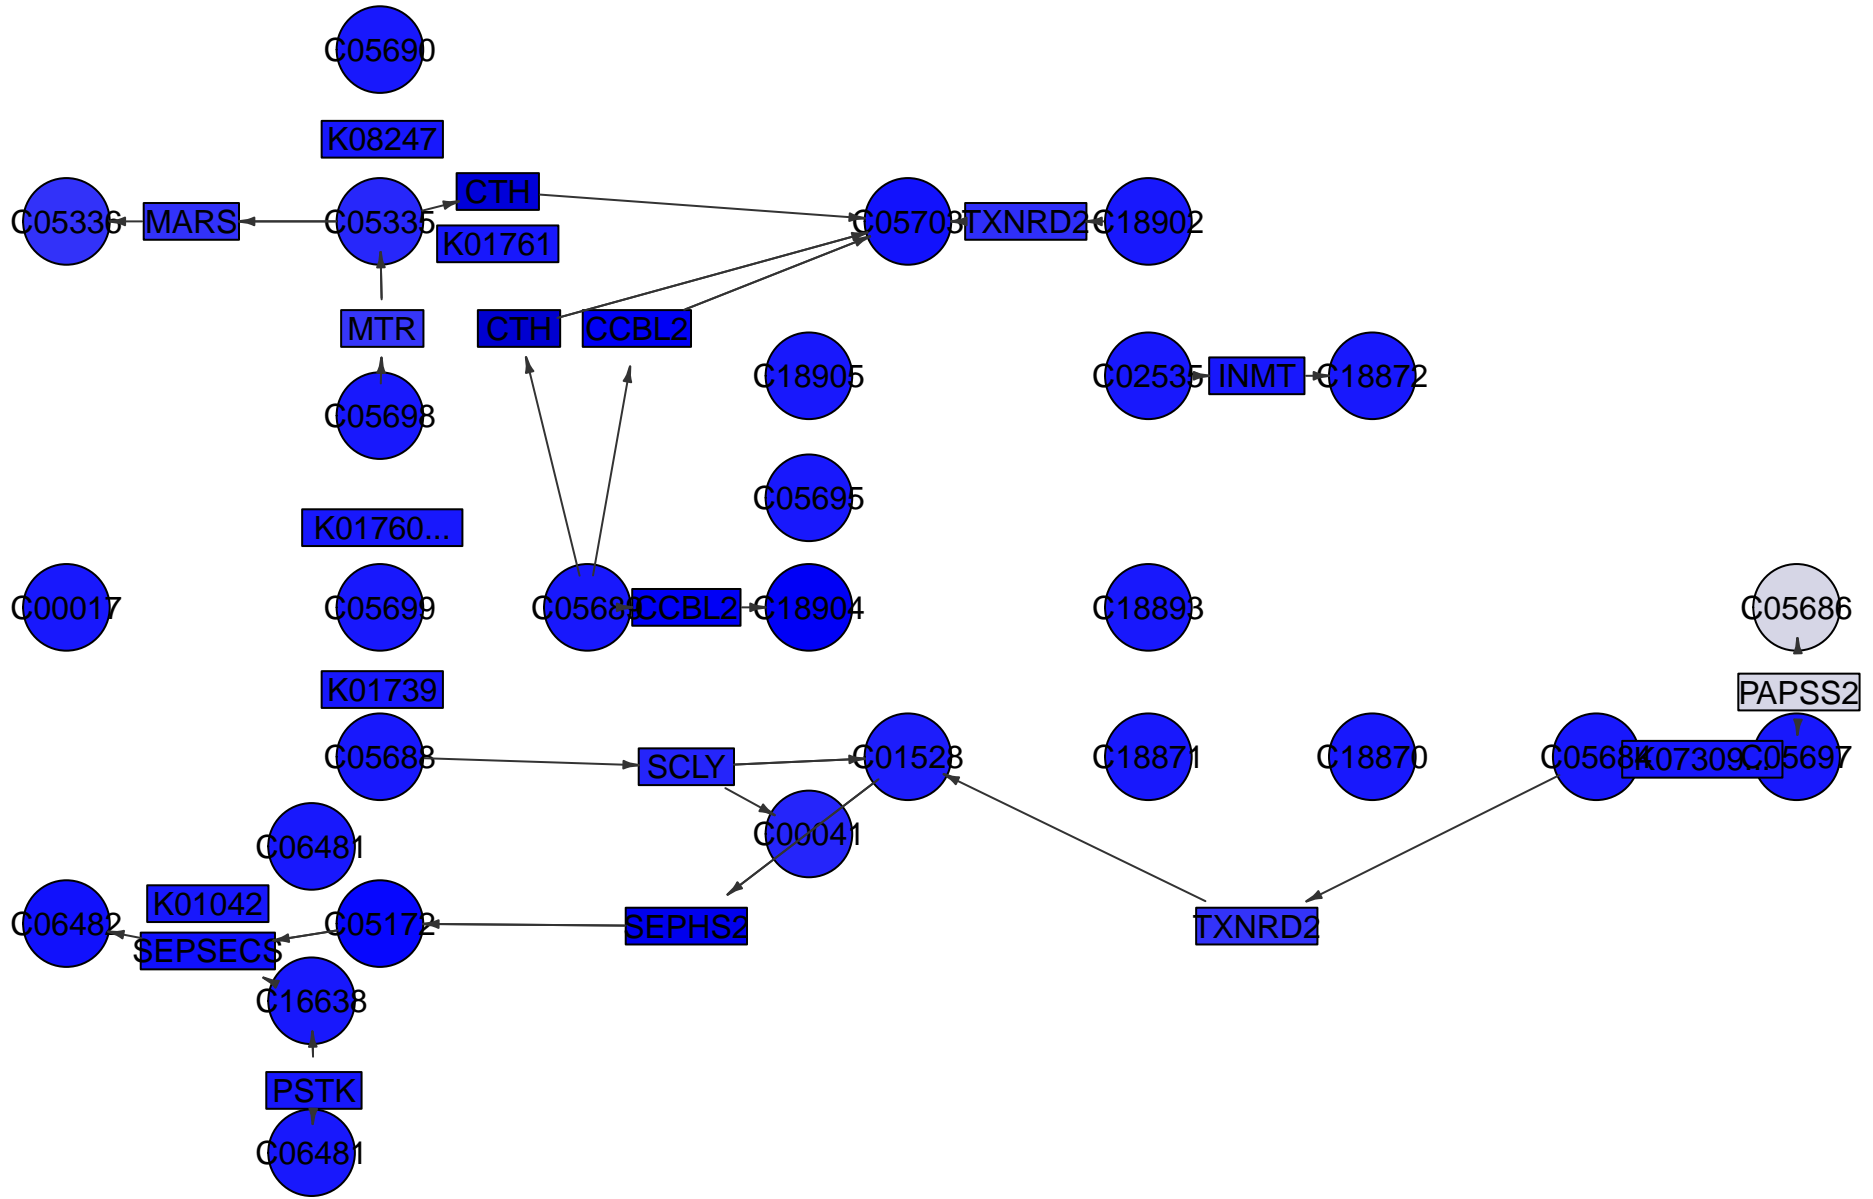 C05690
K08247
CTH
C05336
MARS
C05335
C05703
TXNRD2
C18902
K01761
MTR
CTH
CCBL2
C18905
C02535
INMT
C18872
C05698
C05695
K01760...
C00017
C05699
C05689
CCBL2
C18904
C18893
C05686
K01739
PAPSS2
C05688
SCLY
C01528
C18871
C18870
C05684
K07309...
C05697
C00041
C06481
K01042
C06482
SEPSECS
C05172
SEPHS2
TXNRD2
C16638
PSTK
C06481